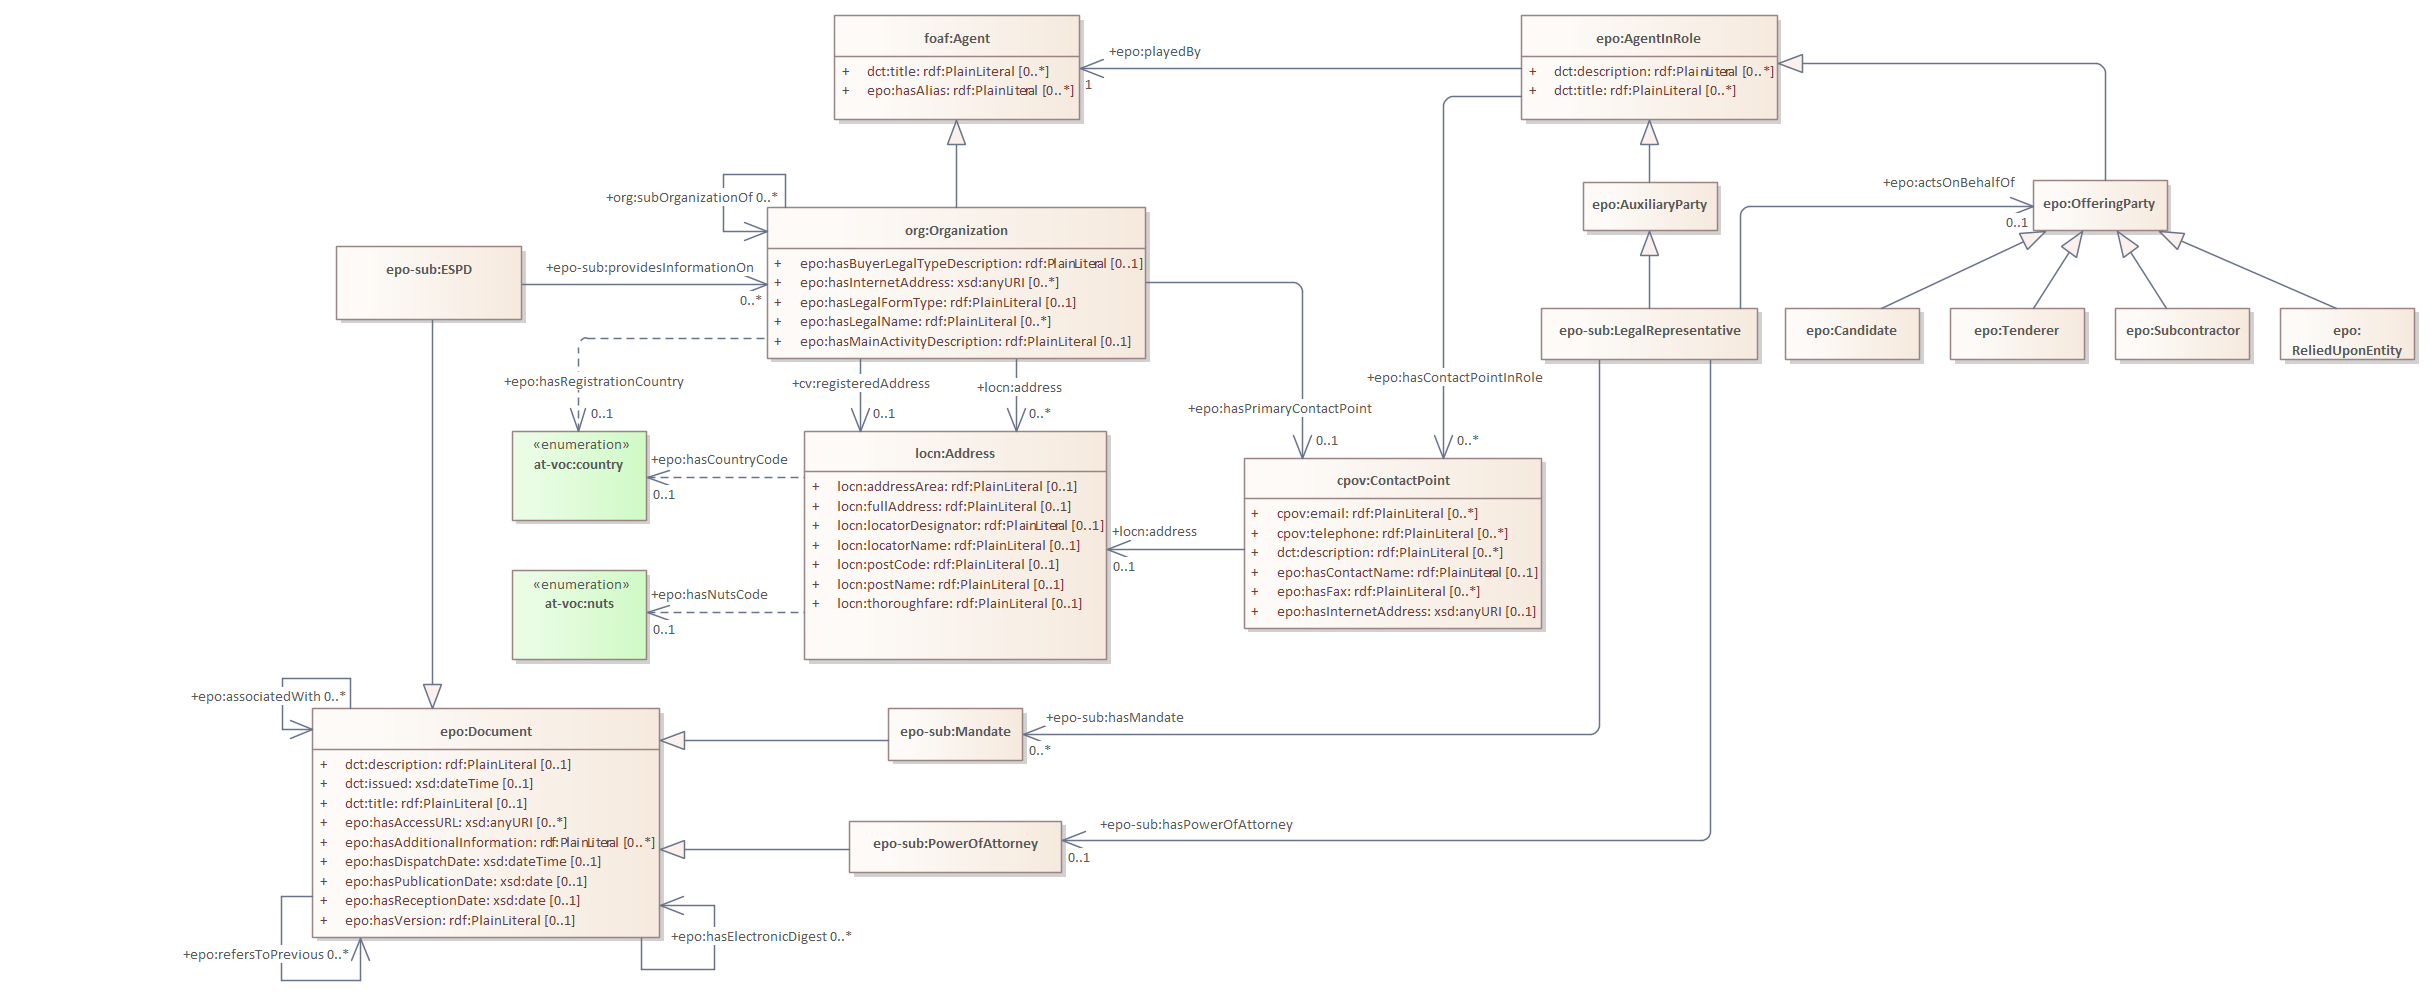 foaf:Agent
+ dct:title: rdf:PlainLiteral [0..*]
+ epo:hasAlias: rdf:PlainLiteral [0..*]
+epo:playedBy
1
epo:AgentInRole
+ dct:description: rdf:PlainLiteral [0..*]
+ dct:title: rdf:PlainLiteral [0..*]
+org:subOrganizationOf 0..*
org:Organization
+ epo:hasBuyerLegalTypeDescription: rdf:PlainLiteral [0..1]
+ epo:hasInternetAddress: xsd:anyURI [0..*]
+ epo:hasLegalFormType: rdf:PlainLiteral [0..1]
+ epo:hasLegalName: rdf:PlainLiteral [0..*]
+ epo:hasMainActivityDescription: rdf:PlainLiteral [0..1]
epo:AuxiliaryParty
+epo:actsOnBehalfOf
0..1
epo:OfferingParty
epo-sub:ESPD
+epo-sub:providesInformationOn
0..*
epo-sub:LegalRepresentative
epo:Candidate
epo:Tenderer
epo:Subcontractor
epo:
ReliedUponEntity
+epo:hasRegistrationCountry
0..1
+cv:registeredAddress
0..1
+locn:address
0..*
+epo:hasPrimaryContactPoint
0..1
+epo:hasContactPointInRole
0..*
«enumeration»
at-voc:country
+epo:hasCountryCode
0..1
locn:Address
+ locn:addressArea: rdf:PlainLiteral [0..1]
+ locn:fullAddress: rdf:PlainLiteral [0..1]
+ locn:locatorDesignator: rdf:PlainLiteral [0..1]
+ locn:locatorName: rdf:PlainLiteral [0..1]
+ locn:postCode: rdf:PlainLiteral [0..1]
+ locn:postName: rdf:PlainLiteral [0..1]
+ locn:thoroughfare: rdf:PlainLiteral [0..1]
+locn:address
0..1
cpov:ContactPoint
+ cpov:email: rdf:PlainLiteral [0..*]
+ cpov:telephone: rdf:PlainLiteral [0..*]
+ dct:description: rdf:PlainLiteral [0..*]
+ epo:hasContactName: rdf:PlainLiteral [0..1]
+ epo:hasFax: rdf:PlainLiteral [0..*]
+ epo:hasInternetAddress: xsd:anyURI [0..1]
«enumeration»
at-voc:nuts
+epo:hasNutsCode
0..1
+epo:associatedWith 0..*
epo:Document
+ dct:description: rdf:PlainLiteral [0..1]
+ dct:issued: xsd:dateTime [0..1]
+ dct:title: rdf:PlainLiteral [0..1]
+ epo:hasAccessURL: xsd:anyURI [0..*]
+ epo:hasAdditionalInformation: rdf:PlainLiteral [0..*]
+ epo:hasDispatchDate: xsd:dateTime [0..1]
+ epo:hasPublicationDate: xsd:date [0..1]
+ epo:hasReceptionDate: xsd:date [0..1]
+ epo:hasVersion: rdf:PlainLiteral [0..1]
epo-sub:Mandate
+epo-sub:hasMandate
0..*
epo-sub:PowerOfAttorney
+epo-sub:hasPowerOfAttorney
0..1
+epo:hasElectronicDigest 0..*
+epo:refersToPrevious 0..*